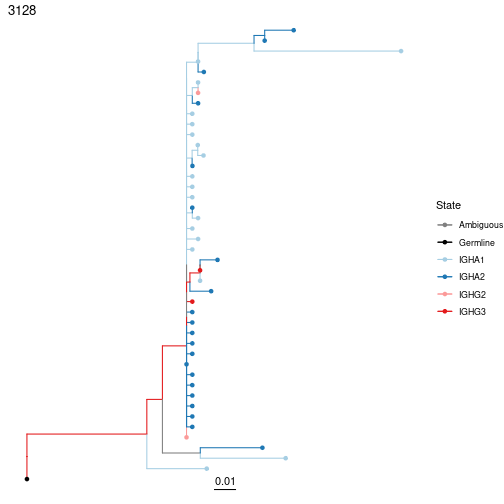 3128
State
Ambiguous
Germline
IGHA1
IGHA2
IGHG2
IGHG3
0.01